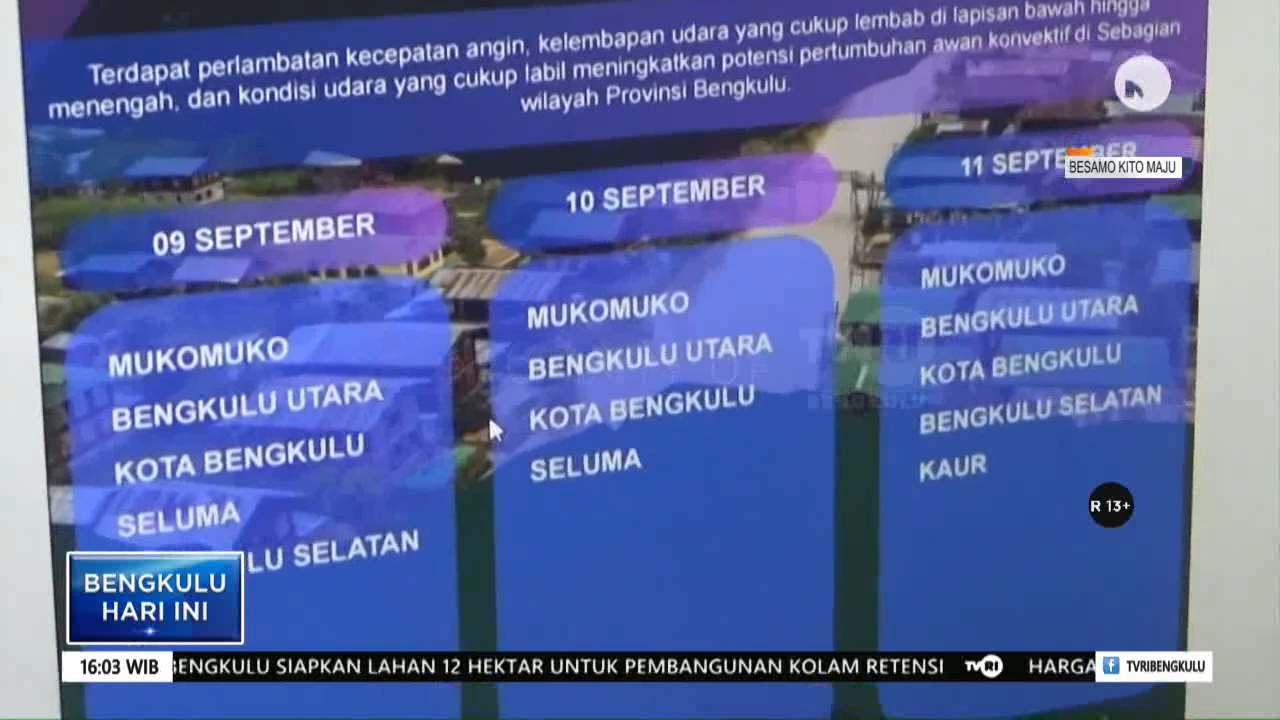 Terdapat perlambatan kecepatan angin, kelembapan udara yang cukup lembab di lapisan bawah hingga
menengah, dan kondisi udara yang cukup labil meningkatkan potensi pertumbuhan awan konvektif di Sebagian
wilayah Provinsi Bengkulu.
BESAMO KITO MAJU
09 SEPTEMBER
MUKOMUKO
BENGKULU UTARA
KOTA BENGKULU
SELUMA
LU SELATAN
10 SEPTEMBER
MUKOMUKO
BENGKULU UTARA
KOTA BENGKULU
SELUMA
11 SEPTEMBER
MUKOMUKO
BENGKULU UTARA
KOTA BENGKULU
BENGKULU SELATAN
KAUR
TVRI
BENGKULU
R 13+
BENGKULU
HARI INI
16:03 WIB
BENGKULU SIAPKAN LAHAN 12 HEKTAR UNTUK PEMBANGUNAN KOLAM RETENSI TVRI HARGA
TVRIBENGKULU